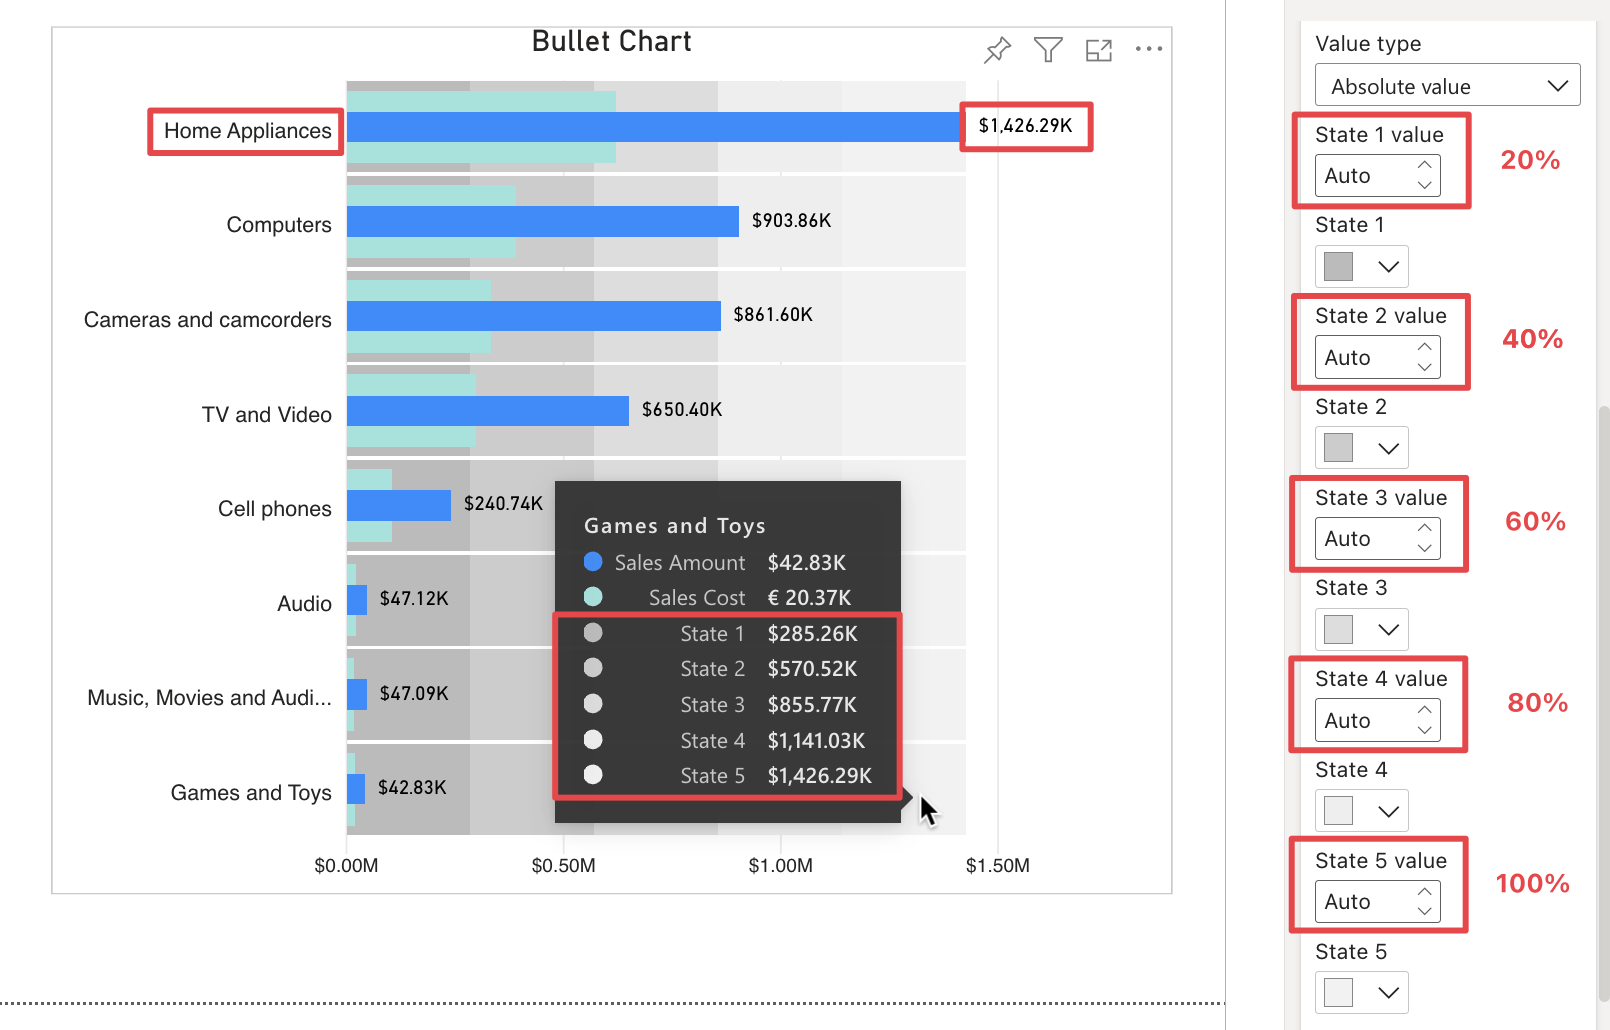 Bullet Chart
Home Appliances
$1,426.29K
Computers
$903.86K
Cameras and camcorders
$861.60K
TV and Video
$650.40K
Cell phones
$240.74K
Audio
$47.12K
Music, Movies and Audi...
$47.09K
Games and Toys
$42.83K
$0.00M
$0.50M
$1.00M
$1.50M
Games and Toys
Sales Amount $42.83K
Sales Cost € 20.37K
State 1 $285.26K
State 2 $570.52K
State 3 $855.77K
State 4 $1,141.03K
State 5 $1,426.29K
Value type
Absolute value
State 1 value
Auto
20%
State 1
State 2 value
Auto
40%
State 2
State 3 value
Auto
60%
State 3
State 4 value
Auto
80%
State 4
State 5 value
Auto
100%
State 5